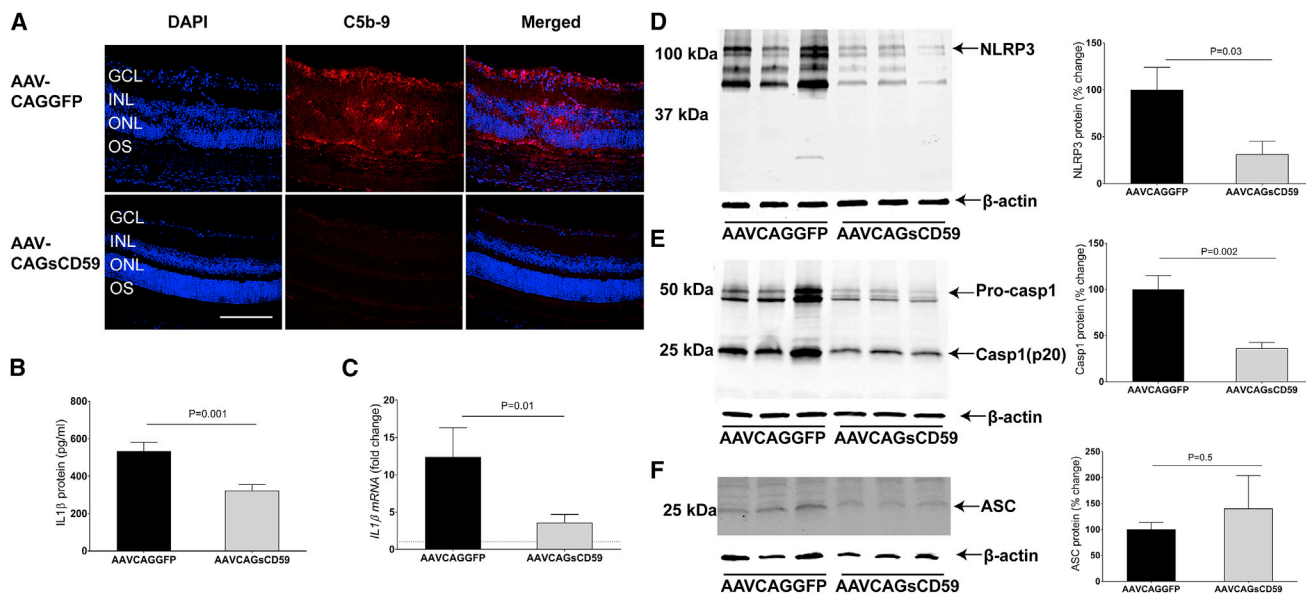 A
DAPI
C5b-9
Merged
AAV-
CAGGFP
GCL
INL
ONL
OS
AAV-
CAGsCD59
GCL
INL
ONL
OS
B
IL1β protein (pg/ml)
800
600
400
200
0
P=0.001
AAVCAGGFP
AAVCAGsCD59
C
IL1β mRNA (fold change)
20
15
10
5
0
P=0.01
AAVCAGGFP
AAVCAGsCD59
D
100 kDa
37 kDa
NLRP3
β-actin
AAVCAGGFP
AAVCAGsCD59
NLRP3 protein (% change)
150
100
50
0
P=0.03
AAVCAGGFP
AAVCAGsCD59
E
50 kDa
25 kDa
Pro-casp1
Casp1(p20)
β-actin
AAVCAGGFP
AAVCAGsCD59
Casp1 protein (% change)
150
100
50
0
P=0.002
AAVCAGGFP
AAVCAGsCD59
F
25 kDa
ASC
β-actin
AAVCAGGFP
AAVCAGsCD59
ASC protein (% change)
250
200
150
100
50
0
P=0.5
AAVCAGGFP
AAVCAGsCD59